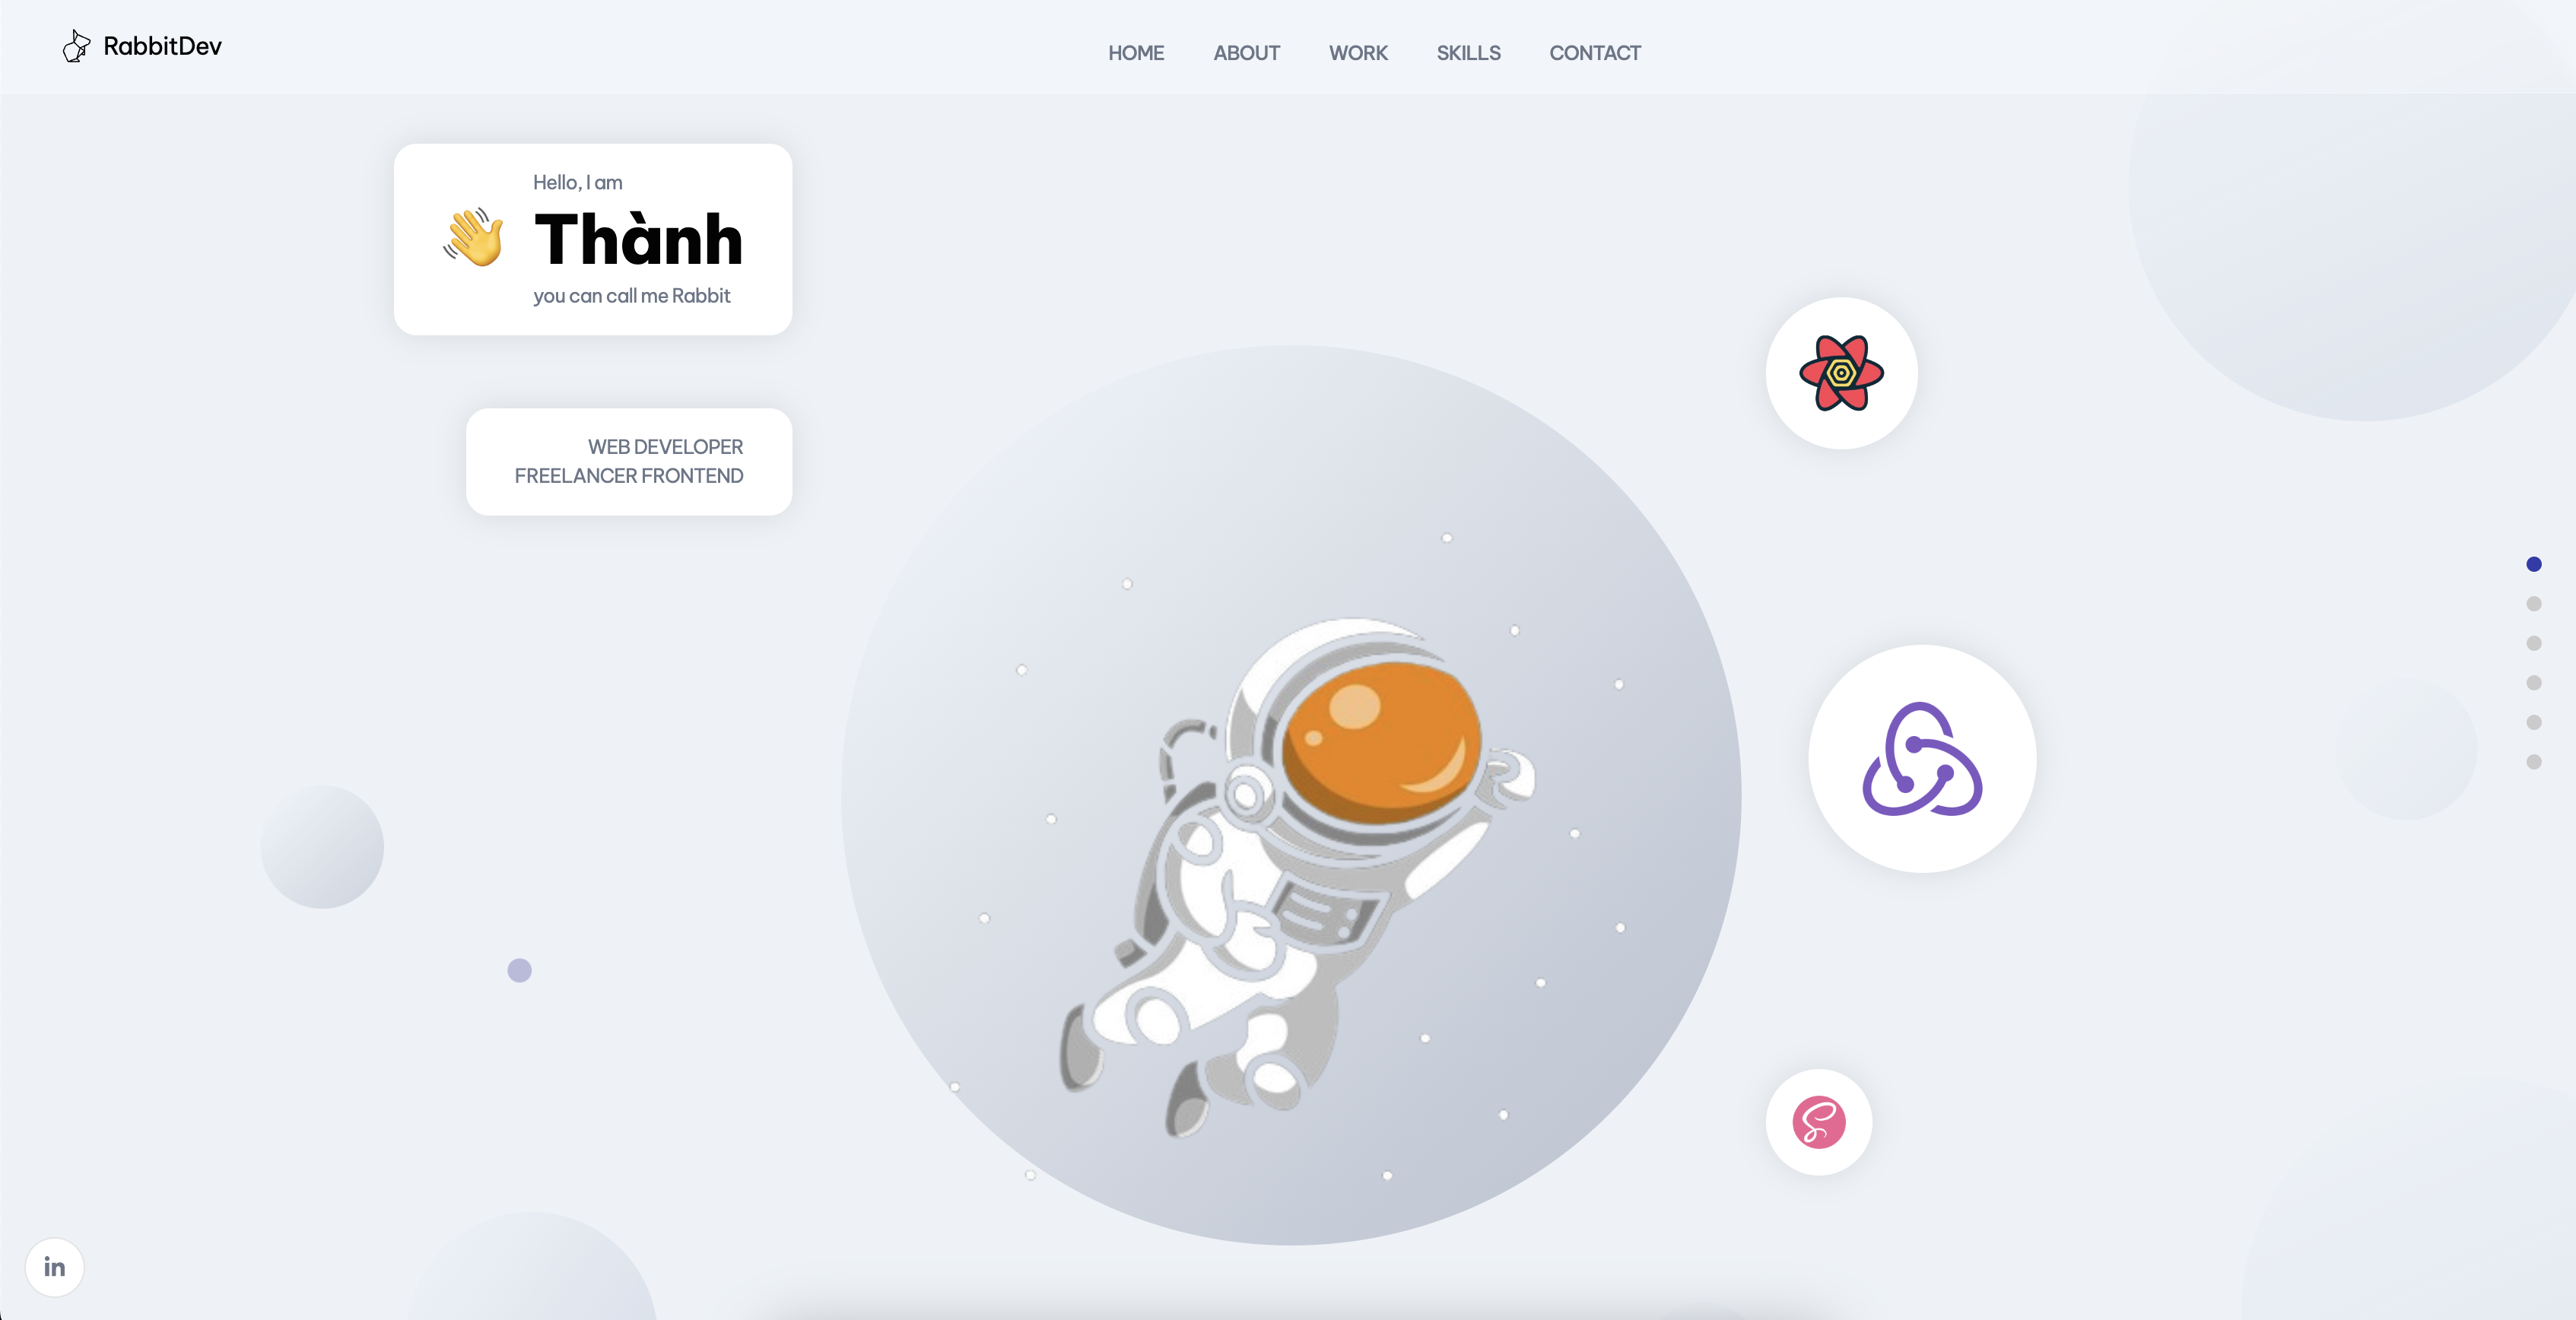 RabbitDev
HOME ABOUT WORK SKILLS CONTACT
Hello, I am
Thành
you can call me Rabbit
WEB DEVELOPER
FREELANCER FRONTEND
in